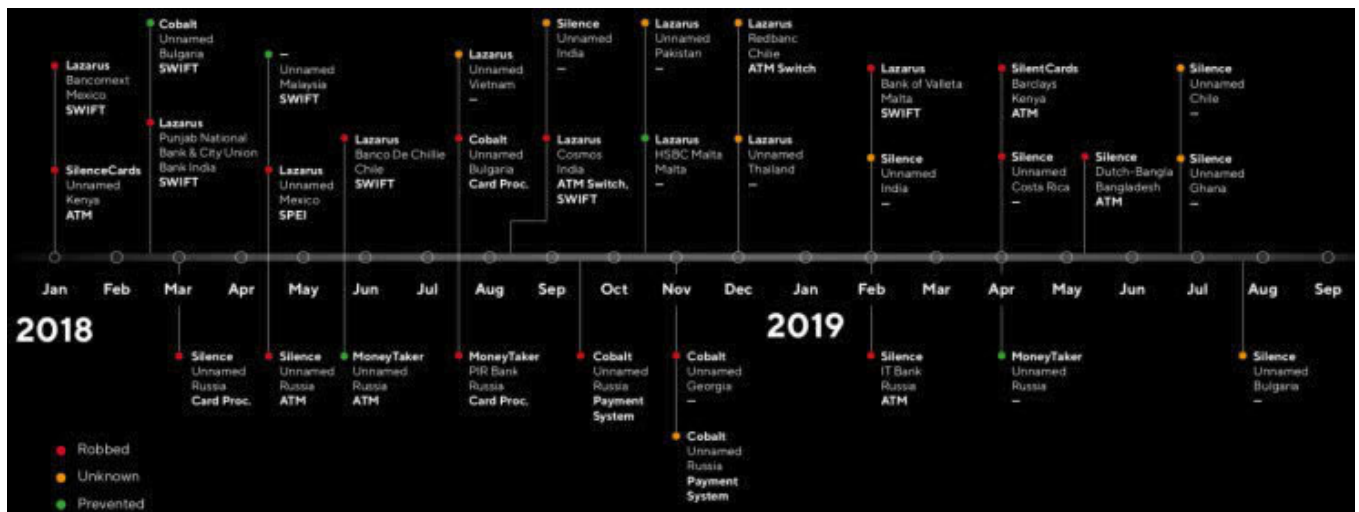 Lazarus
Bancomext
Mexico
SWIFT
SilenceCards
Unnamed
Kenya
ATM
Cobalt
Unnamed
Bulgaria
SWIFT
Lazarus
Punjab National
Bank & City Union
Bank India
SWIFT
—
Unnamed
Malaysia
SWIFT
Lazarus
Unnamed
Mexico
SPEI
Lazarus
Banco De Chillie
Chile
SWIFT
Lazarus
Unnamed
Vietnam
—
Cobalt
Unnamed
Bulgaria
Card Proc.
Silence
Unnamed
India
—
Lazarus
Cosmos
India
ATM Switch,
SWIFT
Lazarus
Unnamed
Pakistan
—
Lazarus
HSBC Malta
Malta
—
Lazarus
Redbanc
Chilie
ATM Switch
Lazarus
Unnamed
Thailand
—
Lazarus
Bank of Valleta
Malta
SWIFT
Silence
Unnamed
India
—
SilentCards
Barclays
Kenya
ATM
Silence
Unnamed
Costa Rica
—
Silence
Dutch-Bangla
Bangladesh
ATM
Silence
Unnamed
Chile
—
Silence
Unnamed
Ghana
—
Jan Feb Mar Apr May Jun Jul Aug Sep Oct Nov Dec Jan Feb Mar Apr May Jun Jul Aug Sep
2018 2019
Silence
Unnamed
Russia
Card Proc.
Silence
Unnamed
Russia
ATM
MoneyTaker
Unnamed
Russia
ATM
MoneyTaker
PIR Bank
Russia
Card Proc.
Cobalt
Unnamed
Russia
Payment
System
Cobalt
Unnamed
Georgia
—
Cobalt
Unnamed
Russia
Payment
System
Silence
IT Bank
Russia
ATM
MoneyTaker
Unnamed
Russia
—
Silence
Unnamed
Bulgaria
—
Robbed
Unknown
Prevented